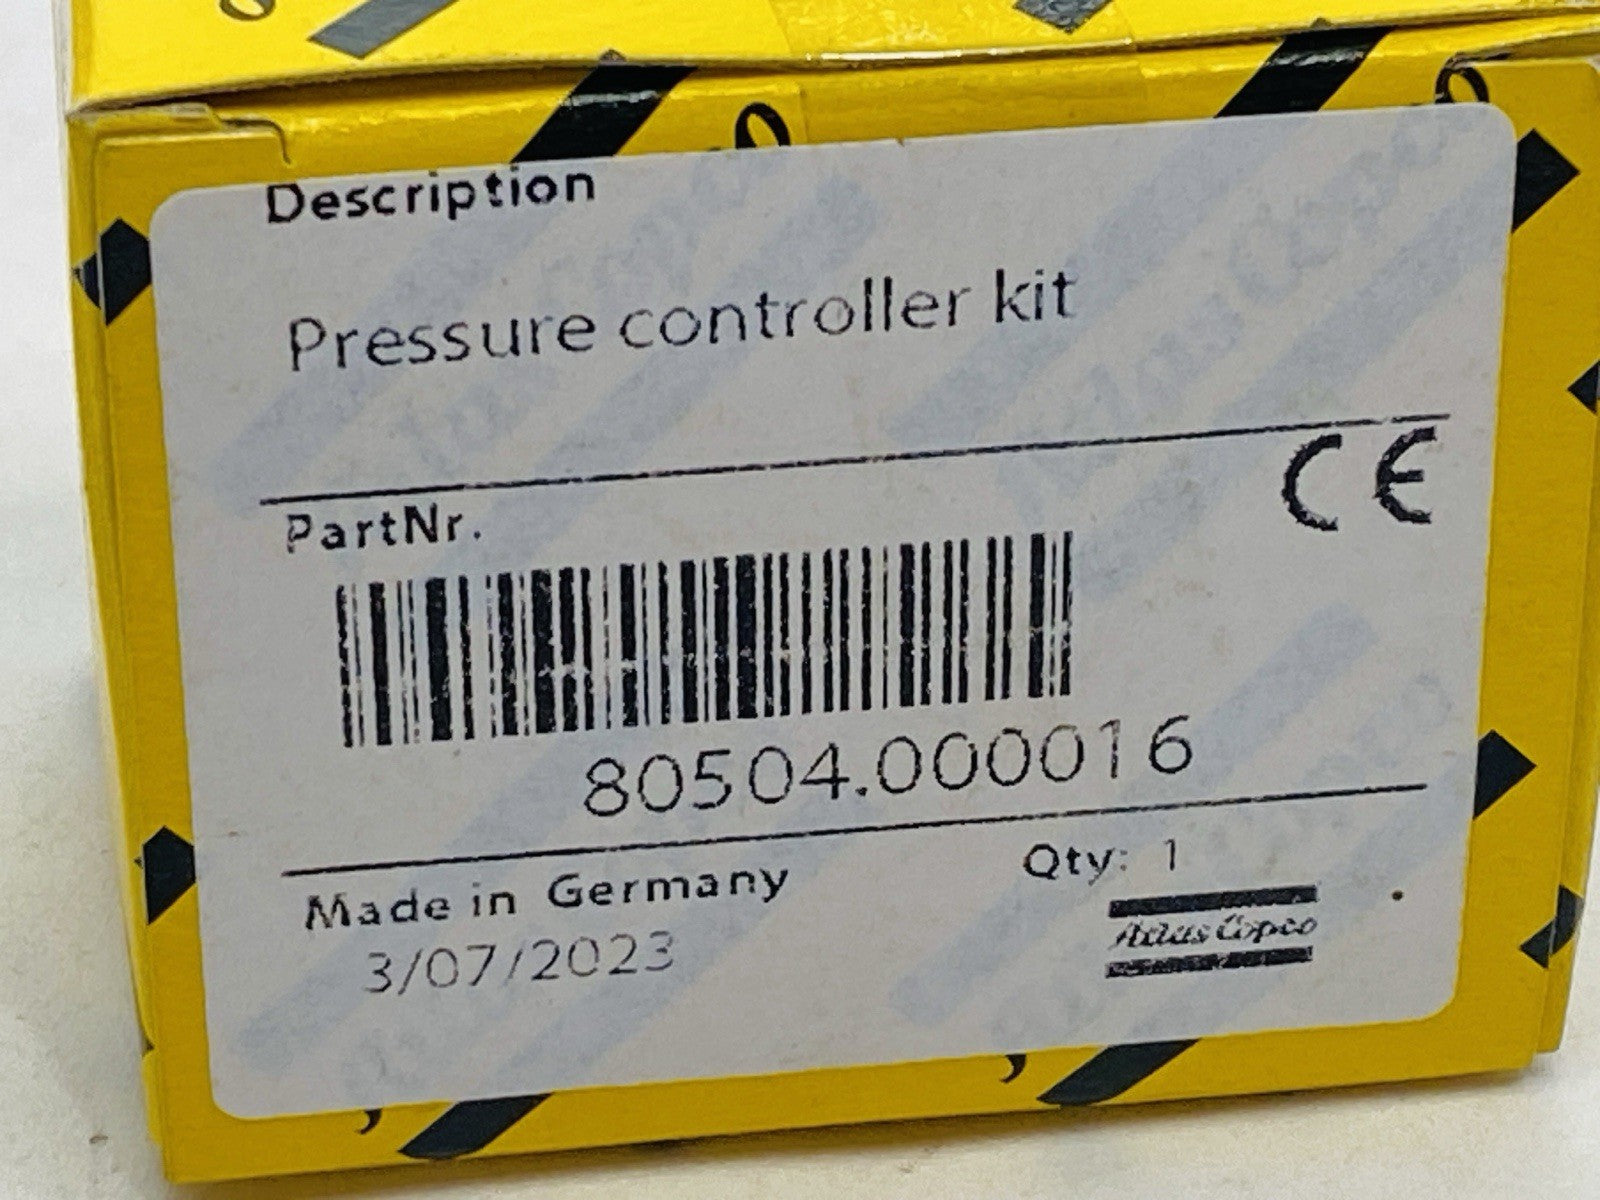 Description
Pressure controller kit
CE
PartNr.
80504.000016
Made in Germany
Qty: 1
3/07/2023
Atlas Copco